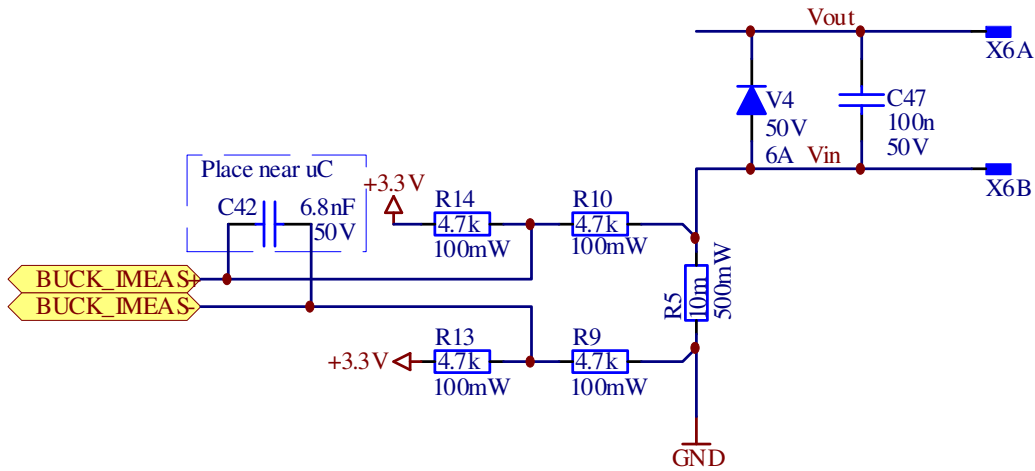 Vout
X6A
V4
50V
6A
C47
100n
50V
Vin
X6B
Place near uC
C42
6.8nF
50V
+3.3V
R14
4.7k
100mW
R10
4.7k
100mW
BUCK_IMEAS+
BUCK_IMEAS-
R5
10m
500mW
+3.3V
R13
4.7k
100mW
R9
4.7k
100mW
GND